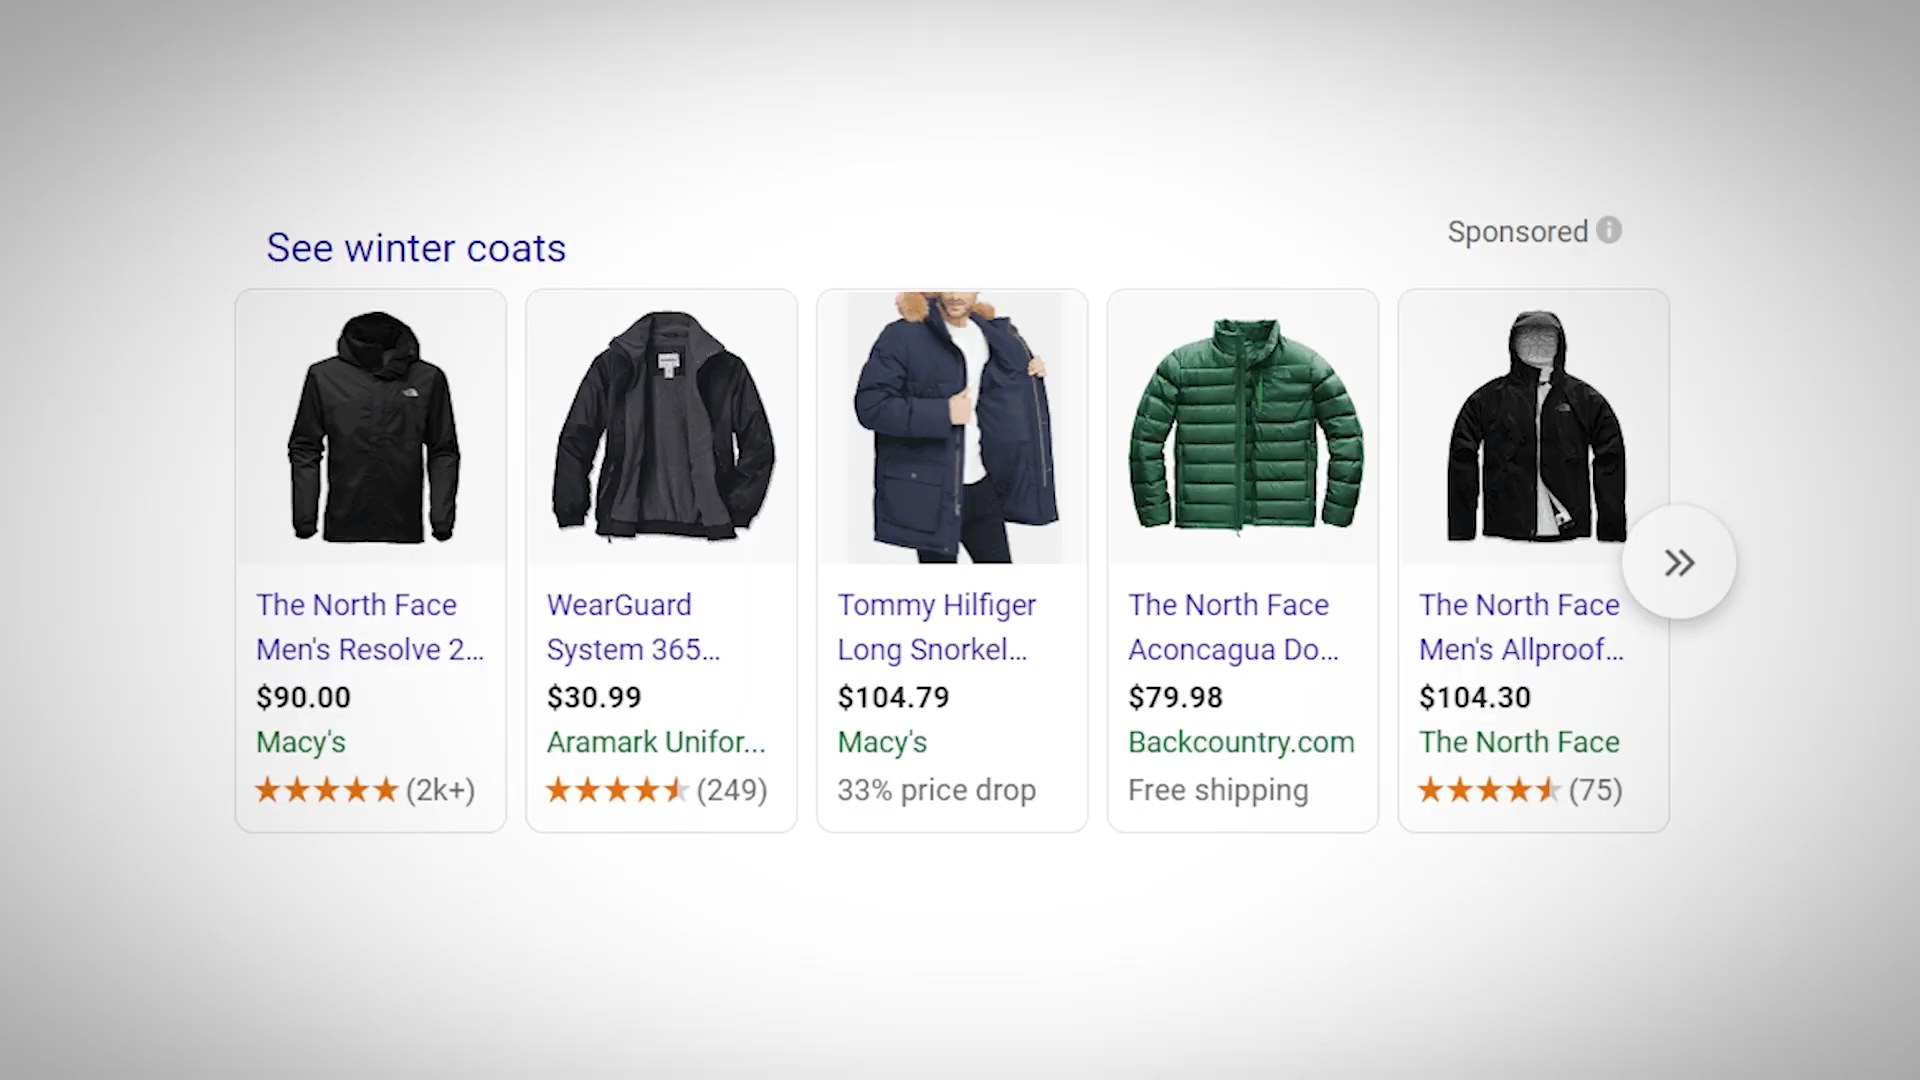 See winter coats
Sponsored
The North Face
Men's Resolve 2...
$90.00
Macy's
(2k+)
WearGuard
System 365...
$30.99
Aramark Unifor...
(249)
Tommy Hilfiger
Long Snorkel...
$104.79
Macy's
33% price drop
The North Face
Aconcagua Do...
$79.98
Backcountry.com
Free shipping
The North Face
Men's Allproof...
$104.30
The North Face
(75)